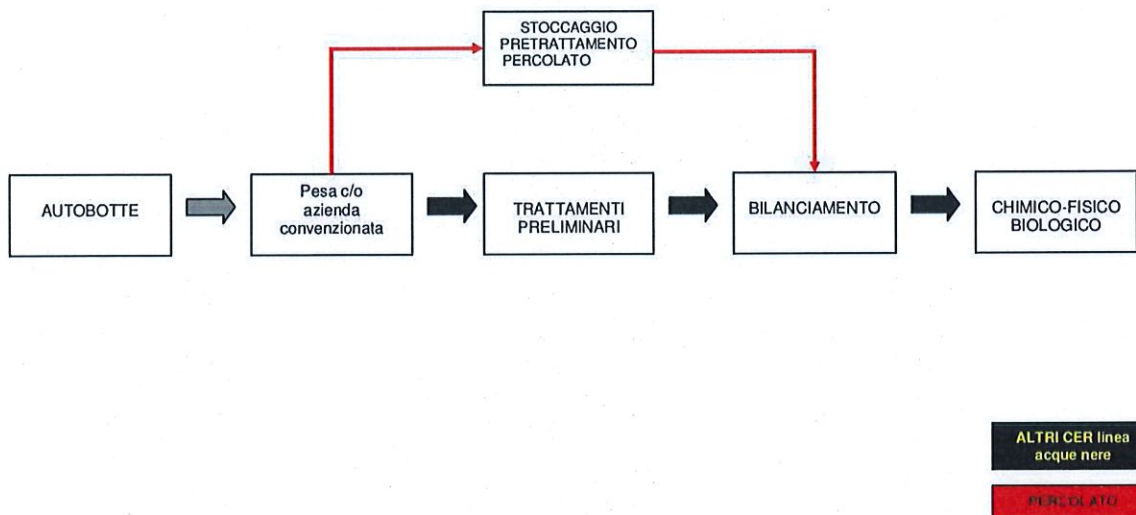 STOCCAGGIO
PRETRATTAMENTO
PERCOLATO
AUTOBOTTE
Pesa c/o
azienda
convenzionata
TRATTAMENTI
PRELIMINARI
BILANCIAMENTO
CHIMICO-FISICO
BIOLOGICO
ALTRI CER linea
acque nere
PERCOLATO